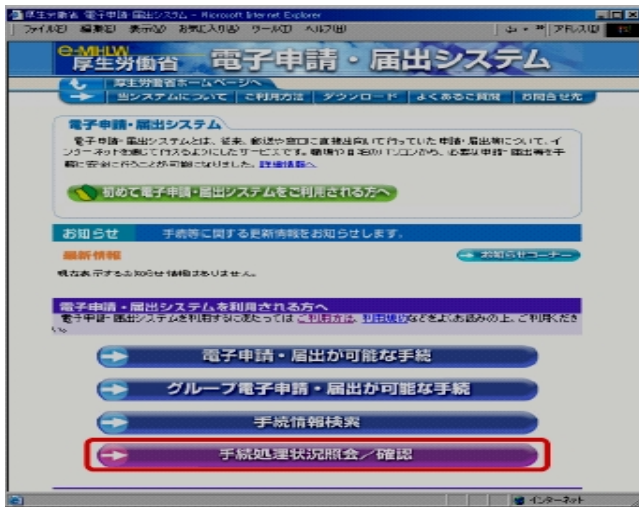 厚生労働省 電子申請・届出システム - Microsoft Internet Explorer
ファイル(F) 編集(E) 表示(V) お気に入り(A) ツール(T) ヘルプ(H) アドレス(D)
e-MHLW
厚生労働省 電子申請・届出システム
厚生労働省ホームページへ
当システムについて ご利用方法 ダウンロード よくあるご質問 お問合せ先
電子申請・届出システム
電子申請・届出システムとは、従来、郵送や窓口に直接出向いて行っていた申請・届出等について、イ
ンターネットを通じて行えるようにしたサービスです。職場や自宅のパソコンから、必要な申請・届出等を手
軽に安全に行うことが可能になりました。詳細情報へ
初めて電子申請・届出システムをご利用される方へ
お知らせ 手続等に関する更新情報をお知らせします。
最新情報 お知らせコーナー
現在表示するお知らせ情報はありません。
電子申請・届出システムを利用される方へ
電子申請・届出システムを利用するに当たってはご利用方法、利用規約などをよくお読みの上、ご利用くださ
い。
電子申請・届出が可能な手続
グループ電子申請・届出が可能な手続
手続情報検索
手続処理状況照会／確認
インターネット